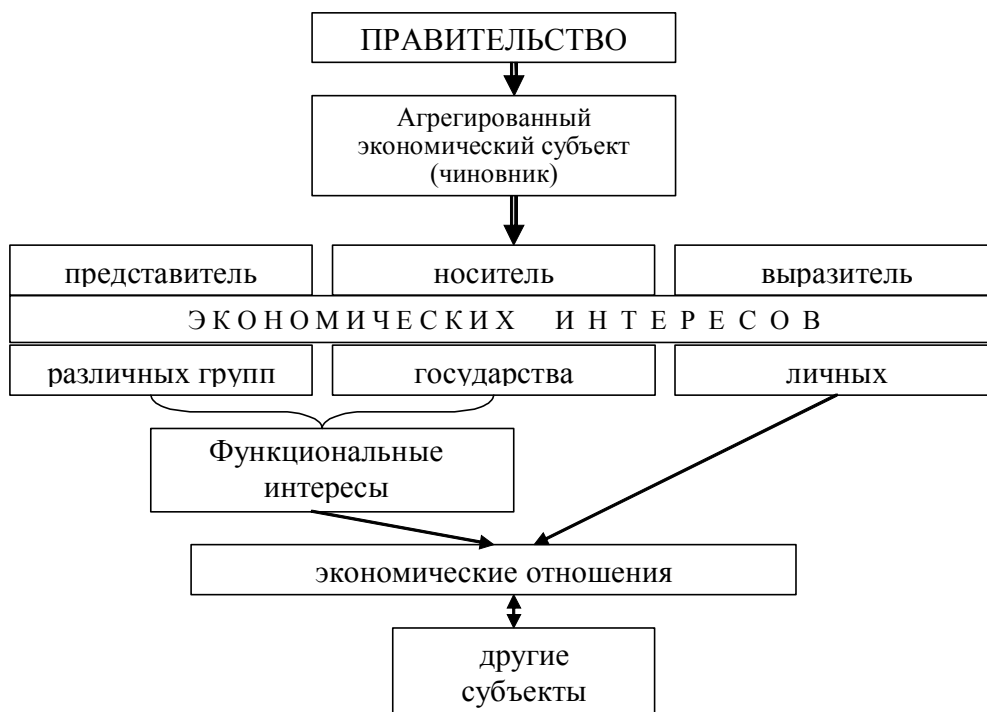 ПРАВИТЕЛЬСТВО
Агрегированный
экономический субъект
(чиновник)
представитель
носитель
выразитель
ЭКОНОМИЧЕСКИХ ИНТЕРЕСОВ
различных групп
государства
личных
Функциональные
интересы
экономические отношения
другие
субъекты